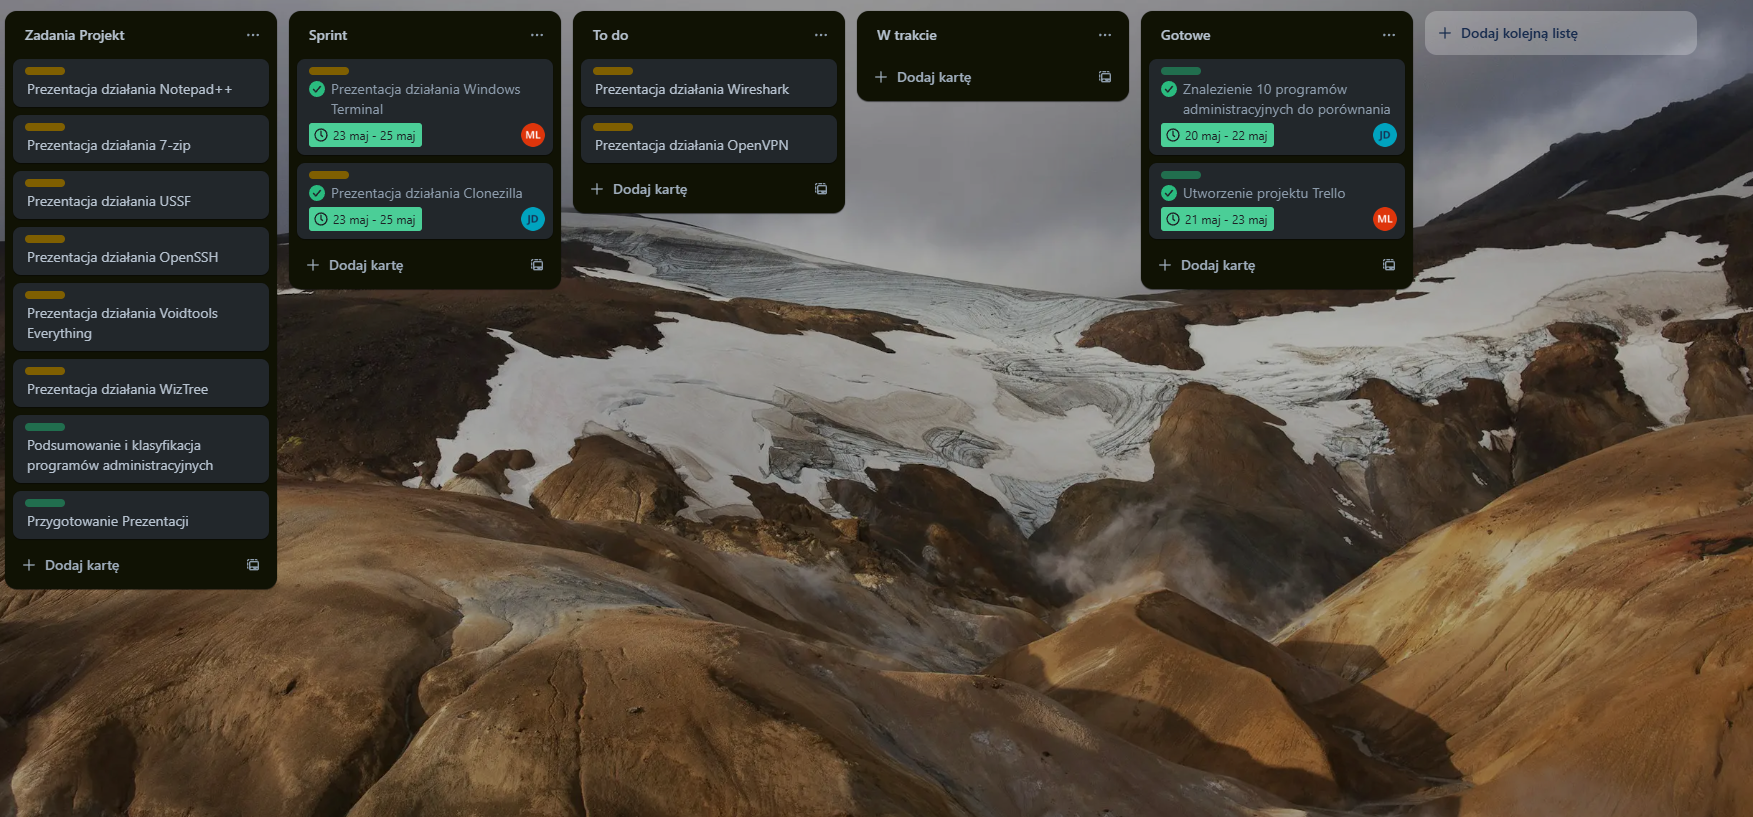 Zadania Projekt
Prezentacja działania Notepad++
Prezentacja działania 7-zip
Prezentacja działania USSF
Prezentacja działania OpenSSH
Prezentacja działania Voidtools
Everything
Prezentacja działania WizTree
Podsumowanie i klasyfikacja
programów administracyjnych
Przygotowanie Prezentacji
Dodaj kartę
Sprint
Prezentacja działania Windows
Terminal
23 maj - 25 maj
ML
Prezentacja działania Clonezilla
23 maj - 25 maj
JD
Dodaj kartę
To do
Prezentacja działania Wireshark
Prezentacja działania OpenVPN
Dodaj kartę
W trakcie
Dodaj kartę
Gotowe
Znalezienie 10 programów
administracyjnych do porównania
20 maj - 22 maj
JD
Utworzenie projektu Trello
21 maj - 23 maj
ML
Dodaj kartę
Dodaj kolejną listę